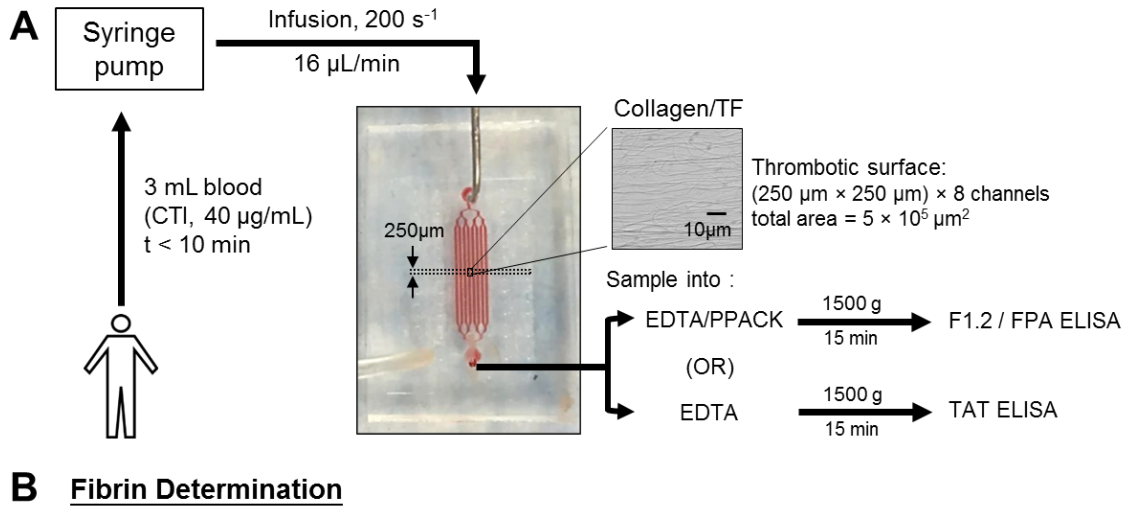 A
Syringe
pump
Infusion, 200 s⁻¹
16 µL/min
3 mL blood
(CTI, 40 µg/mL)
t < 10 min
250µm
Collagen/TF
10µm
Thrombotic surface:
(250 µm × 250 µm) × 8 channels
total area = 5 × 10⁵ µm²
Sample into :
EDTA/PPACK
1500 g
15 min
F1.2 / FPA ELISA
(OR)
EDTA
1500 g
15 min
TAT ELISA
B Fibrin Determination